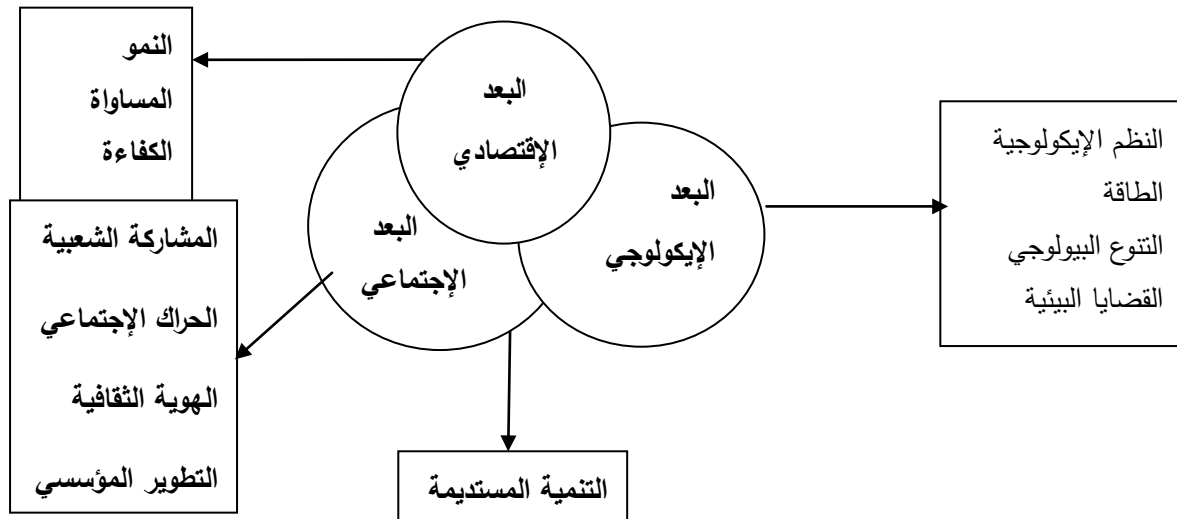 النمو
المساواة
الكفاءة
البعد
الإقتصادي
البعد
الإيكولوجي
البعد
الإجتماعي
النظم الإيكولوجية
الطاقة
التنوع البيولوجي
القضايا البيئية
المشاركة الشعبية
الحراك الإجتماعي
الهوية الثقافية
التطوير المؤسسي
التنمية المستديمة